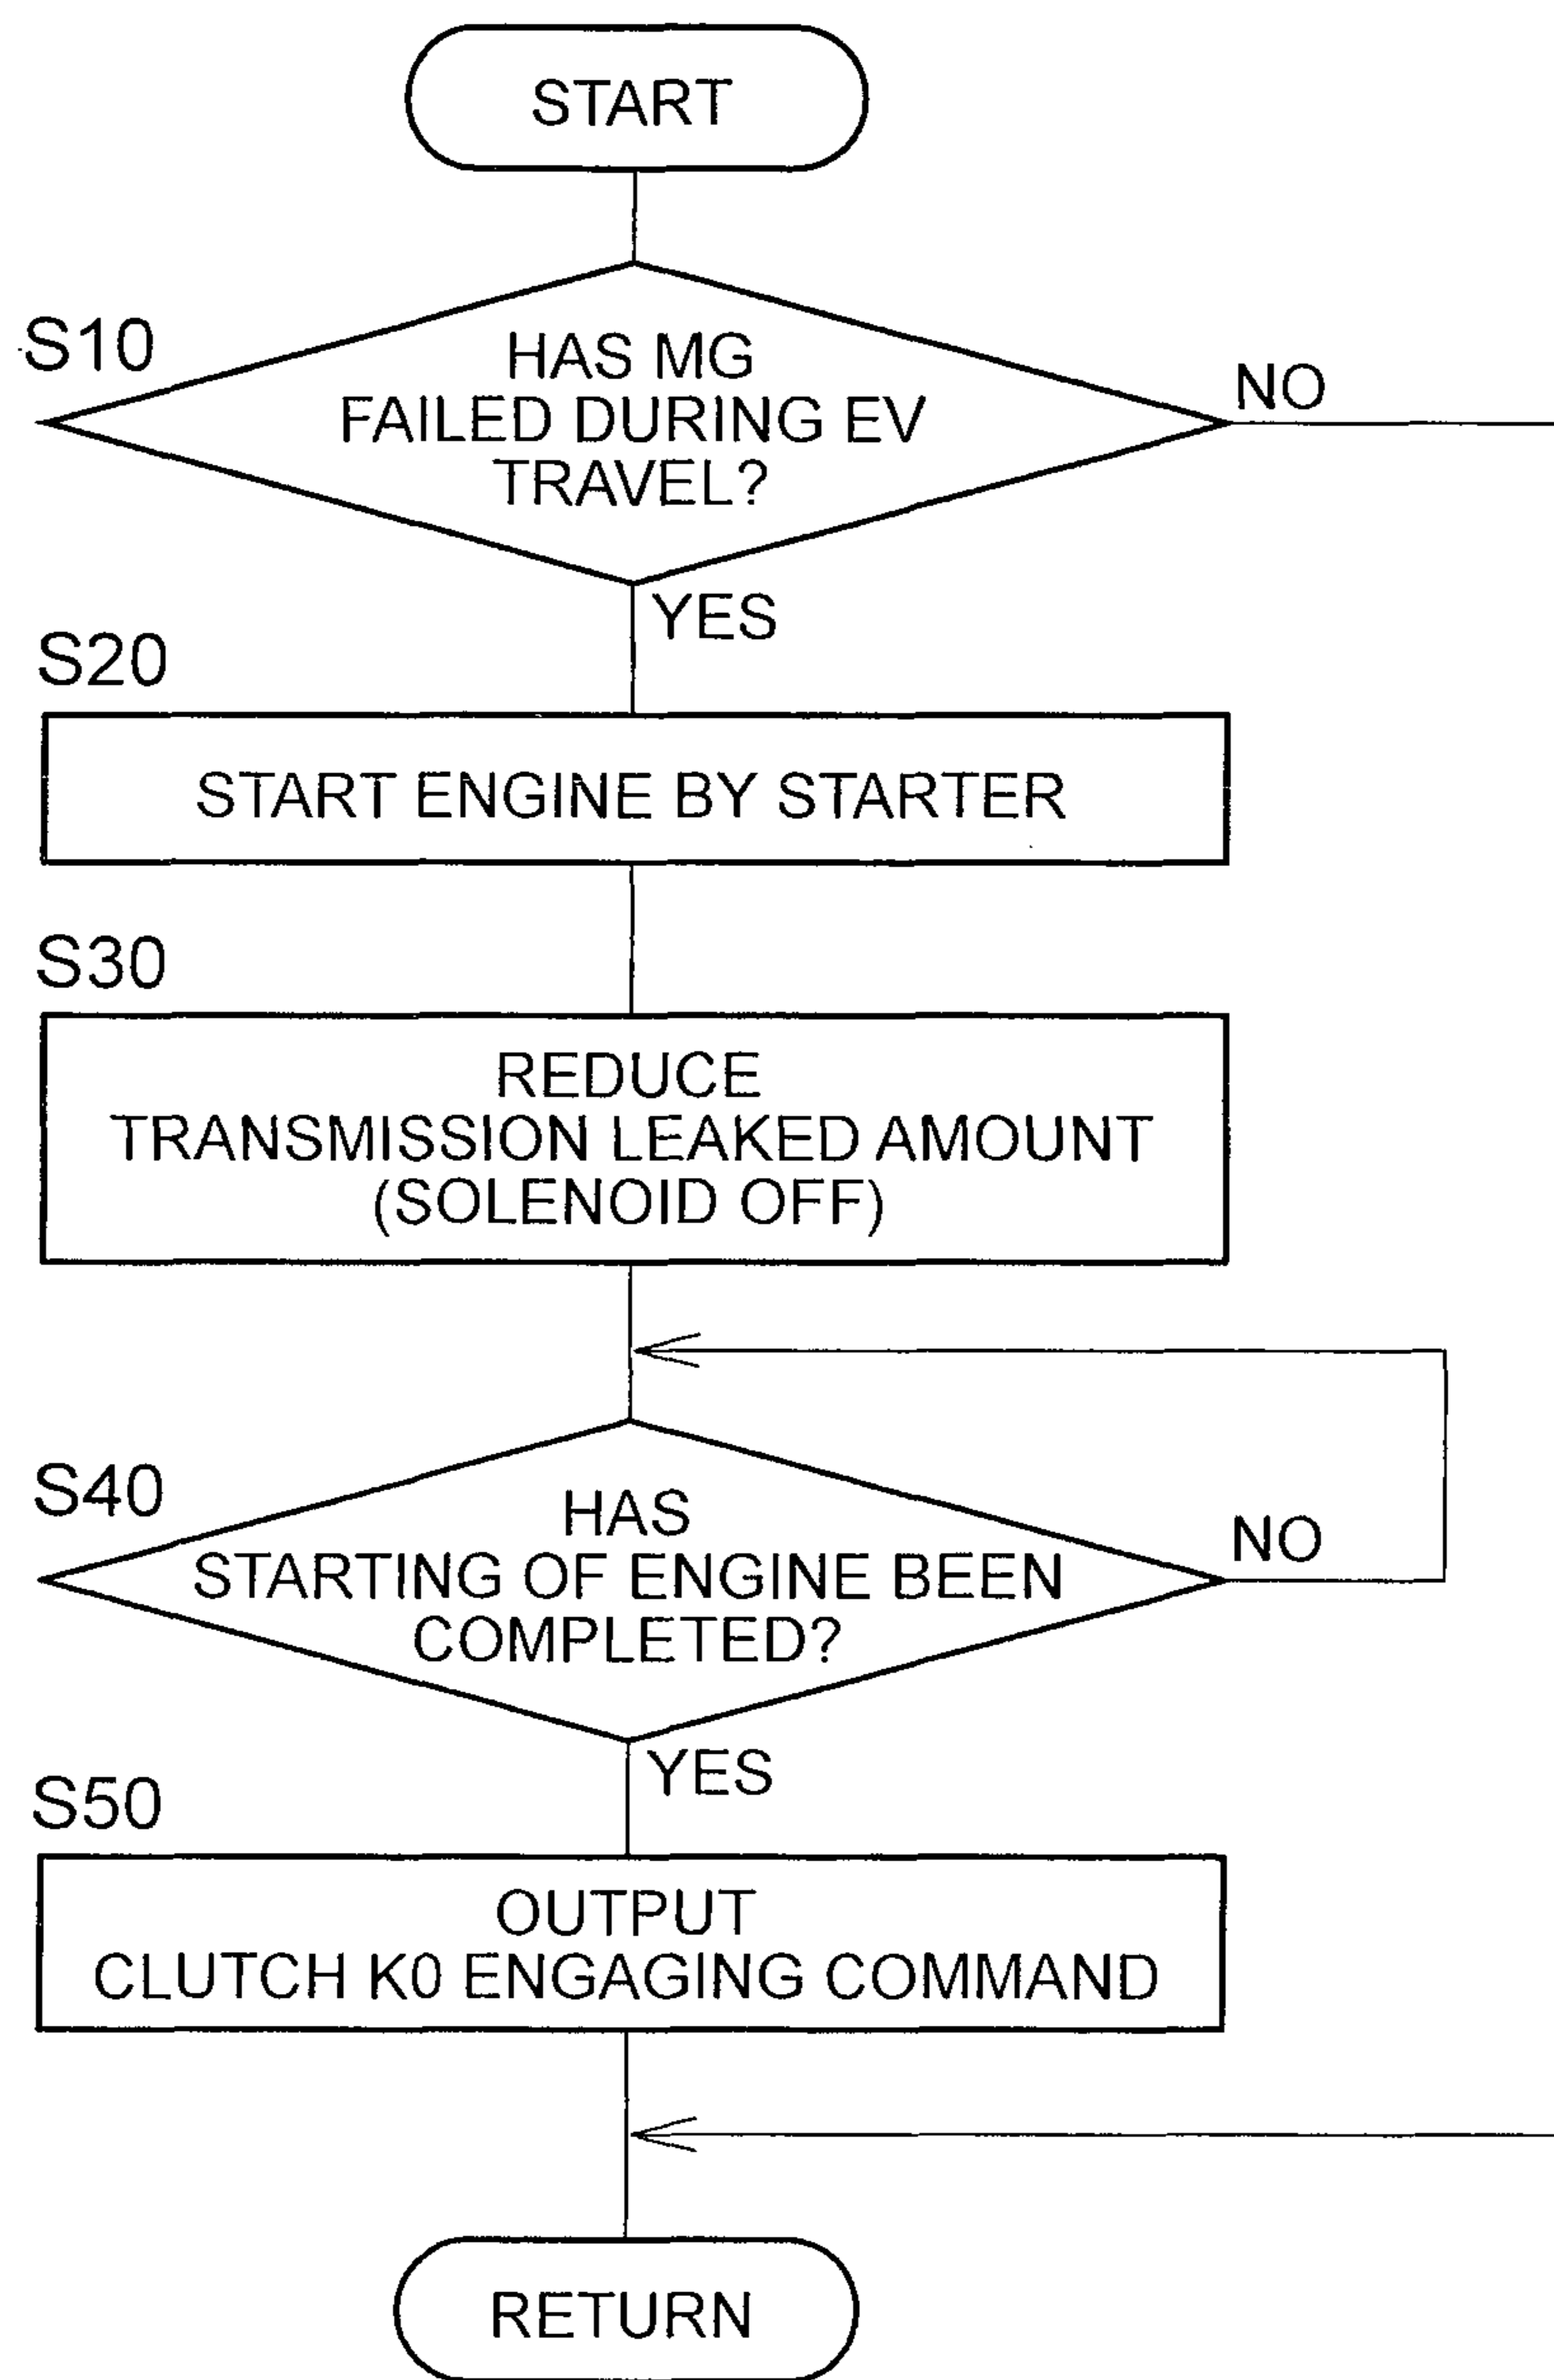 START
S10
HAS MG
FAILED DURING EV
TRAVEL?
NO
YES
S20
START ENGINE BY STARTER
S30
REDUCE
TRANSMISSION LEAKED AMOUNT
(SOLENOID OFF)
S40
HAS
STARTING OF ENGINE BEEN
COMPLETED?
NO
YES
S50
OUTPUT
CLUTCH K0 ENGAGING COMMAND
RETURN